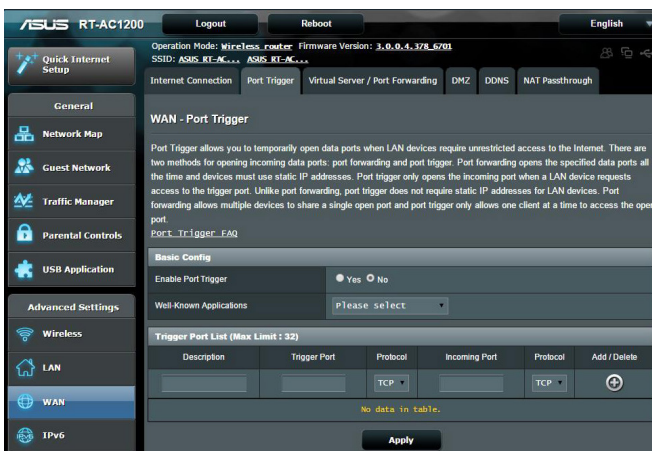 ASUS RT-AC1200 Logout Reboot English
Operation Mode: Wireless router Firmware Version: 3.0.0.4.378_6701
SSID: ASUS RT-AC... ASUS RT-AC...
Quick Internet Setup
Internet Connection Port Trigger Virtual Server / Port Forwarding DMZ DDNS NAT Passthrough
General
Network Map
Guest Network
Traffic Manager
Parental Controls
USB Application
Advanced Settings
Wireless
LAN
WAN
IPv6
WAN - Port Trigger
Port Trigger allows you to temporarily open data ports when LAN devices require unrestricted access to the Internet. There are
two methods for opening incoming data ports: port forwarding and port trigger. Port forwarding opens the specified data ports all
the time and devices must use static IP addresses. Port trigger only opens the incoming port when a LAN device requests
access to the trigger port. Unlike port forwarding, port trigger does not require static IP addresses for LAN devices. Port
forwarding allows multiple devices to share a single open port and port trigger only allows one client at a time to access the open
port.
Port Trigger FAQ
Basic Config
Enable Port Trigger Yes No
Well-Known Applications Please select
Trigger Port List (Max Limit : 32)
Description Trigger Port Protocol Incoming Port Protocol Add / Delete
TCP TCP
No data in table.
Apply